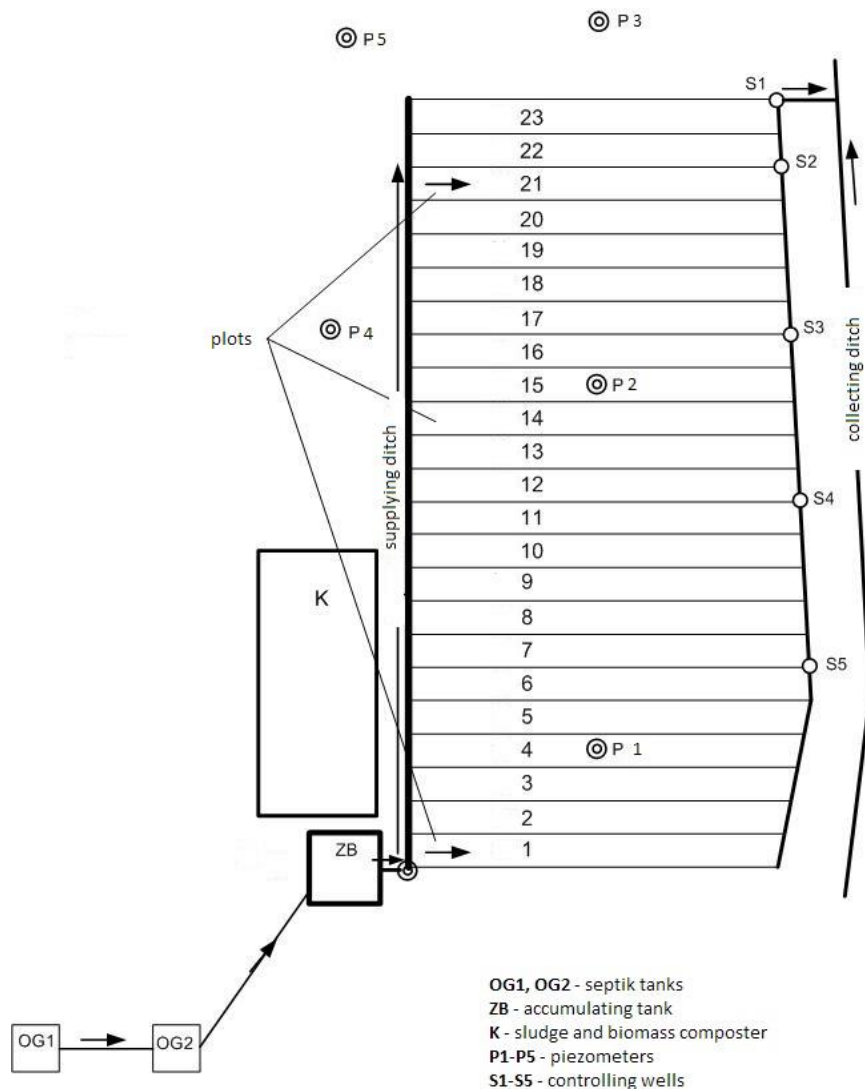 P 5
P 3
S1
23
22
S2
21
20
19
18
17
S3
P 4
plots
16
15
P 2
14
13
12
S4
11
10
9
8
7
S5
6
5
4
P 1
3
2
1
supplying ditch
collecting ditch
K
ZB
OG1
OG2
OG1, OG2 - septik tanks
ZB - accumulating tank
K - sludge and biomass composter
P1-P5 - piezometers
S1-S5 - controlling wells